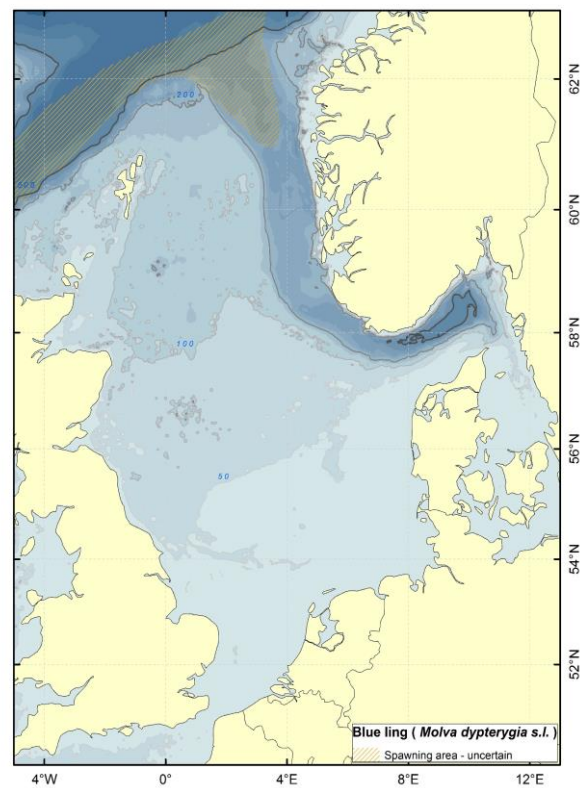 62°N
200
500
60°N
58°N
100
56°N
50
54°N
52°N
Blue ling ( Molva dypterygia s.l. )
Spawning area - uncertain
4°W
0°
4°E
8°E
12°E